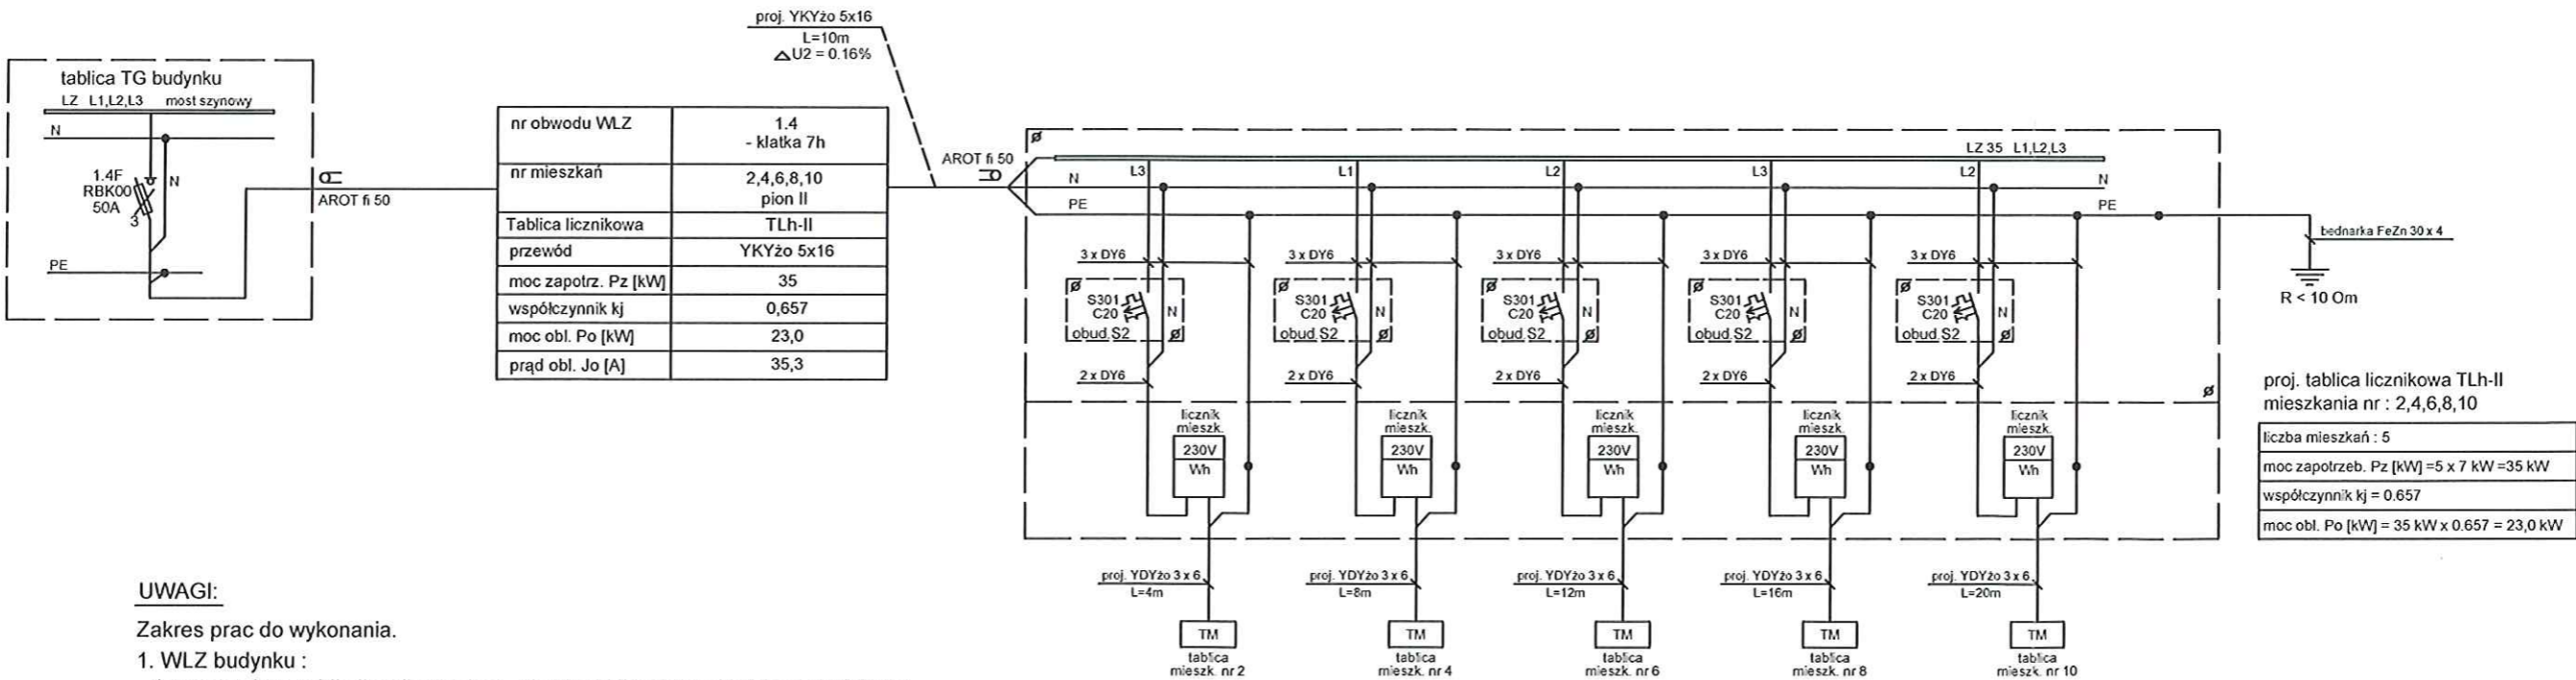 proj. YKYżo 5x16
L=10m
△U2 = 0.16%
tablica TG budynku
LZ L1,L2,L3 most szynowy
N
1.4F
RBK00
50A
3
N
PE
AROT fi 50
nr obwodu WLZ 1.4
- klatka 7h
nr mieszkań 2,4,6,8,10
pion II
Tablica licznikowa TLh-II
przewód YKYżo 5x16
moc zapotrz. Pz [kW] 35
współczynnik kj 0,657
moc obl. Po [kW] 23,0
prąd obl. Jo [A] 35,3
AROT fi 50
LZ 35 L1,L2,L3
L3 L1 L2 L3 L2
N N
PE PE
bednarka FeZn 30 x 4
R < 10 Om
3 x DY6 3 x DY6 3 x DY6 3 x DY6 3 x DY6
S301 S301 S301 S301 S301
C20 N C20 N C20 N C20 N C20 N
obud.S2 obud.S2 obud.S2 obud.S2 obud.S2
2 x DY6 2 x DY6 2 x DY6 2 x DY6 2 x DY6
licznik licznik licznik licznik licznik
mieszk. mieszk. mieszk. mieszk. mieszk.
230V 230V 230V 230V 230V
Wh Wh Wh Wh Wh
proj. YDYżo 3 x 6 proj. YDYżo 3 x 6 proj. YDYżo 3 x 6 proj. YDYżo 3 x 6 proj. YDYżo 3 x 6
L=4m L=8m L=12m L=16m L=20m
TM TM TM TM TM
tablica tablica tablica tablica tablica
mieszk. nr 2 mieszk. nr 4 mieszk. nr 6 mieszk. nr 8 mieszk. nr 10
proj. tablica licznikowa TLh-II
mieszkania nr : 2,4,6,8,10
liczba mieszkań : 5
moc zapotrzeb. Pz [kW] =5 x 7 kW =35 kW
współczynnik kj = 0.657
moc obl. Po [kW] = 35 kW x 0.657 = 23,0 kW
UWAGI:
Zakres prac do wykonania.
1. WLZ budynku :